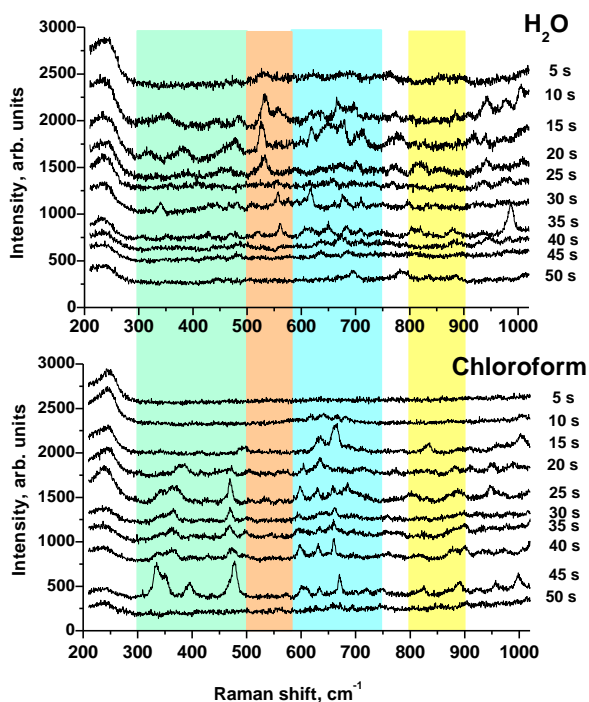 H₂O
3000
2500
2000
1500
1000
500
0
Intensity, arb. units
5 s
10 s
15 s
20 s
25 s
30 s
35 s
40 s
45 s
50 s
200 300 400 500 600 700 800 900 1000
Chloroform
3000
2500
2000
1500
1000
500
0
Intensity, arb. units
5 s
10 s
15 s
20 s
25 s
30 s
35 s
40 s
45 s
50 s
200 300 400 500 600 700 800 900 1000
Raman shift, cm⁻¹